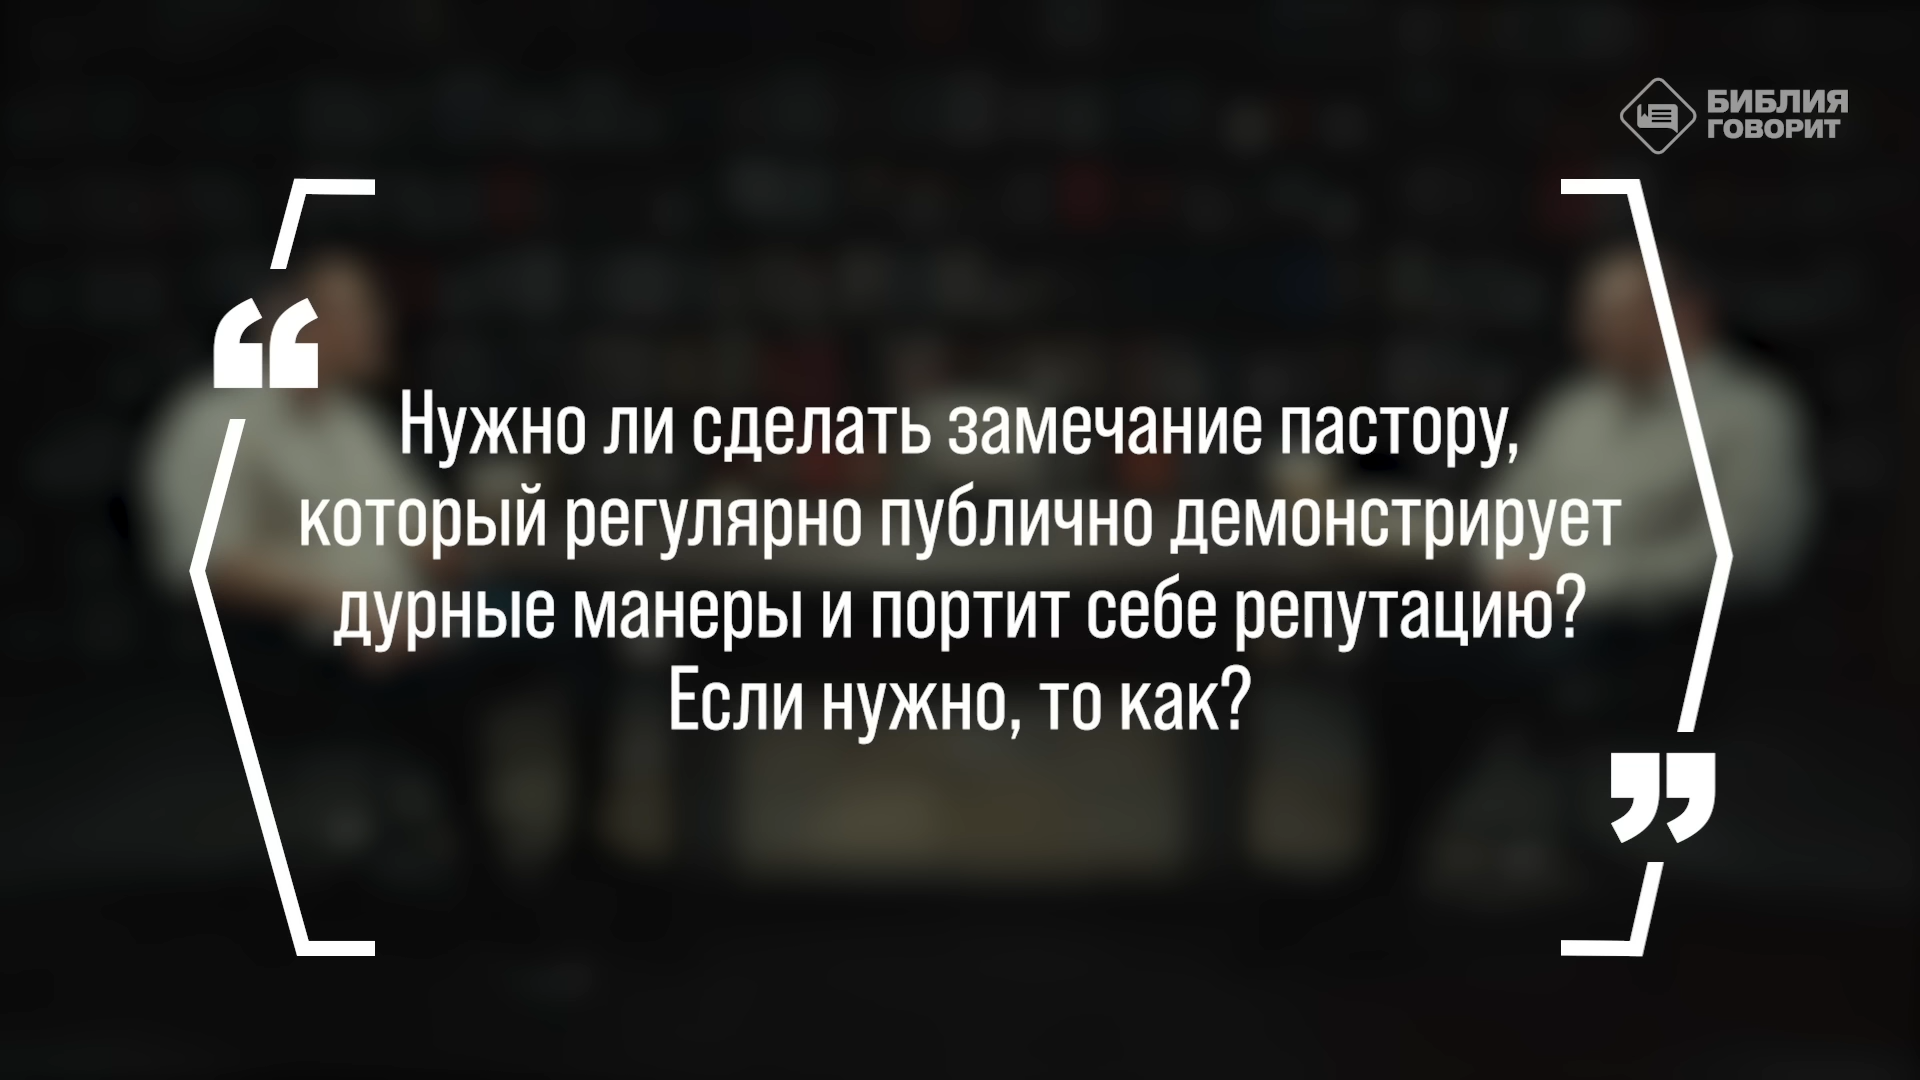 БИБЛИЯ
ГОВОРИТ
“
Нужно ли сделать замечание пастору,
который регулярно публично демонстрирует
дурные манеры и портит себе репутацию?
Если нужно, то как?
”